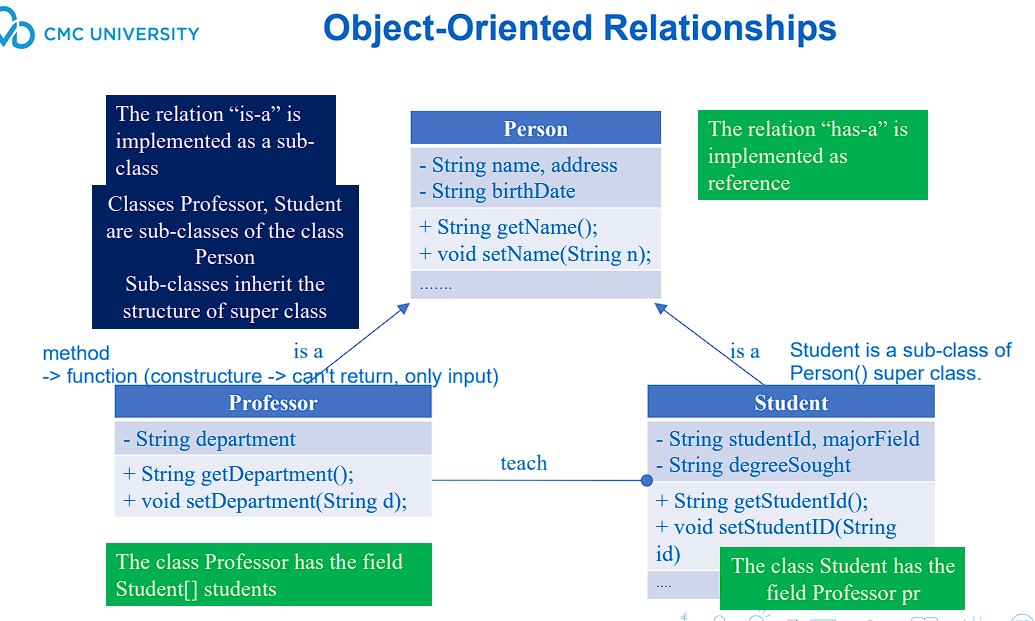 CMC UNIVERSITY
Object-Oriented Relationships
The relation “is-a” is
implemented as a sub-
class
Classes Professor, Student
are sub-classes of the class
Person
Sub-classes inherit the
structure of super class
Person
- String name, address
- String birthDate
+ String getName();
+ void setName(String n);
.......
The relation “has-a” is
implemented as
reference
method
-> function (constructure -> can't return, only input)
is a
is a
Student is a sub-class of
Person() super class.
Professor
- String department
+ String getDepartment();
+ void setDepartment(String d);
teach
Student
- String studentId, majorField
- String degreeSought
+ String getStudentId();
+ void setStudentID(String
id)
....
The class Professor has the field
Student[] students
The class Student has the
field Professor pr